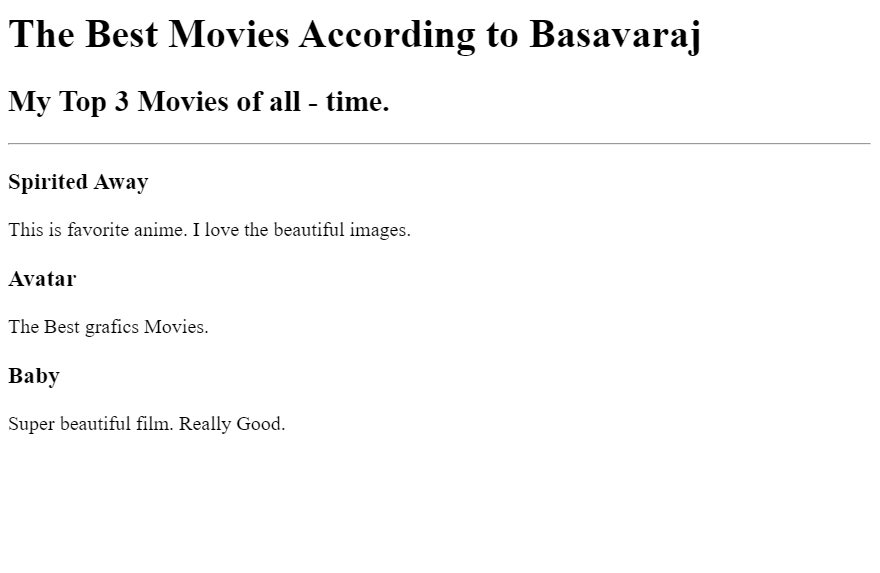 The Best Movies According to Basavaraj
My Top 3 Movies of all - time.
Spirited Away
This is favorite anime. I love the beautiful images.
Avatar
The Best grafics Movies.
Baby
Super beautiful film. Really Good.